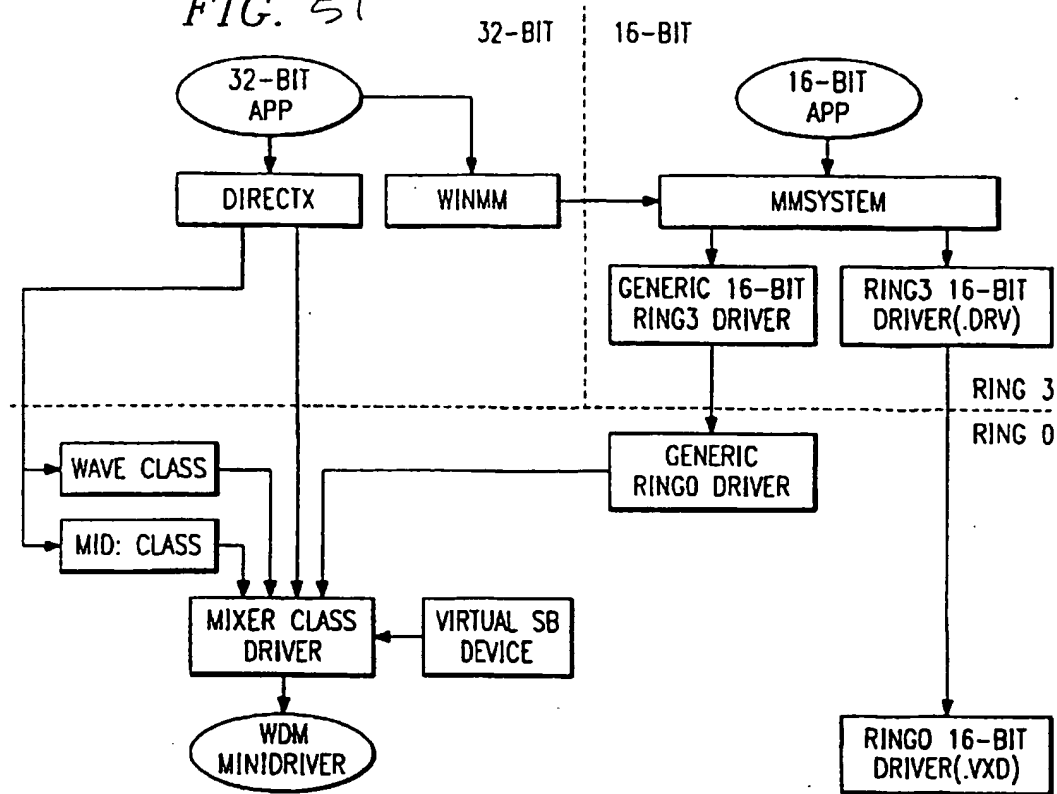 FIG. 51
32-BIT
16-BIT
32-BIT
APP
16-BIT
APP
DIRECTX
WINMM
MMSYSTEM
GENERIC 16-BIT
RING3 DRIVER
RING3 16-BIT
DRIVER(.DRV)
RING 3
RING 0
WAVE CLASS
GENERIC
RING0 DRIVER
MID: CLASS
MIXER CLASS
DRIVER
VIRTUAL SB
DEVICE
WDM
MINIDRIVER
RING0 16-BIT
DRIVER(.VXD)